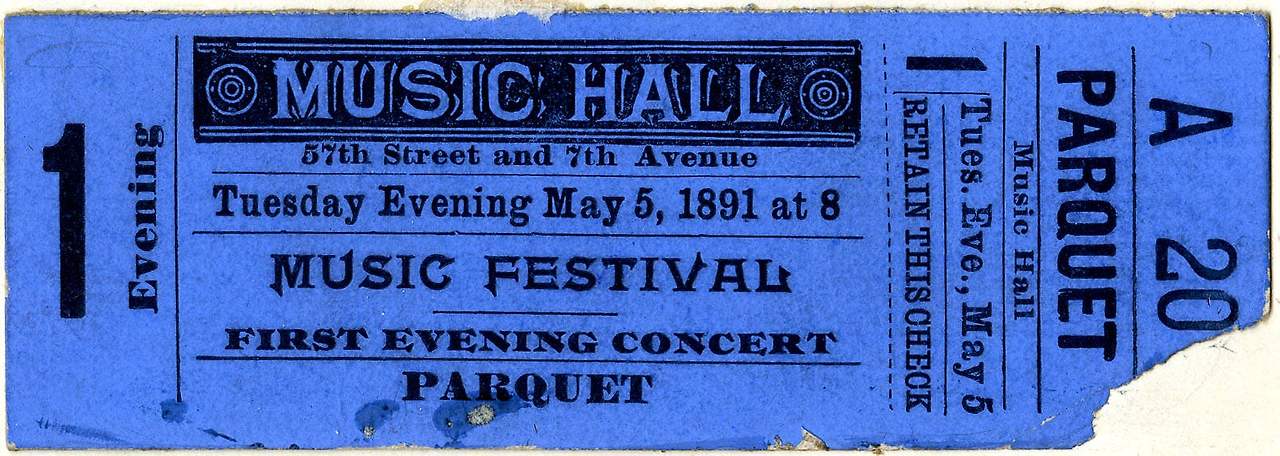 1
Evening
MUSIC HALL
57th Street and 7th Avenue
Tuesday Evening May 5, 1891 at 8
MUSIC FESTIVAL
FIRST EVENING CONCERT
PARQUET
1
RETAIN THIS CHECK
Tues. Eve., May 5
Music Hall
PARQUET
A 20